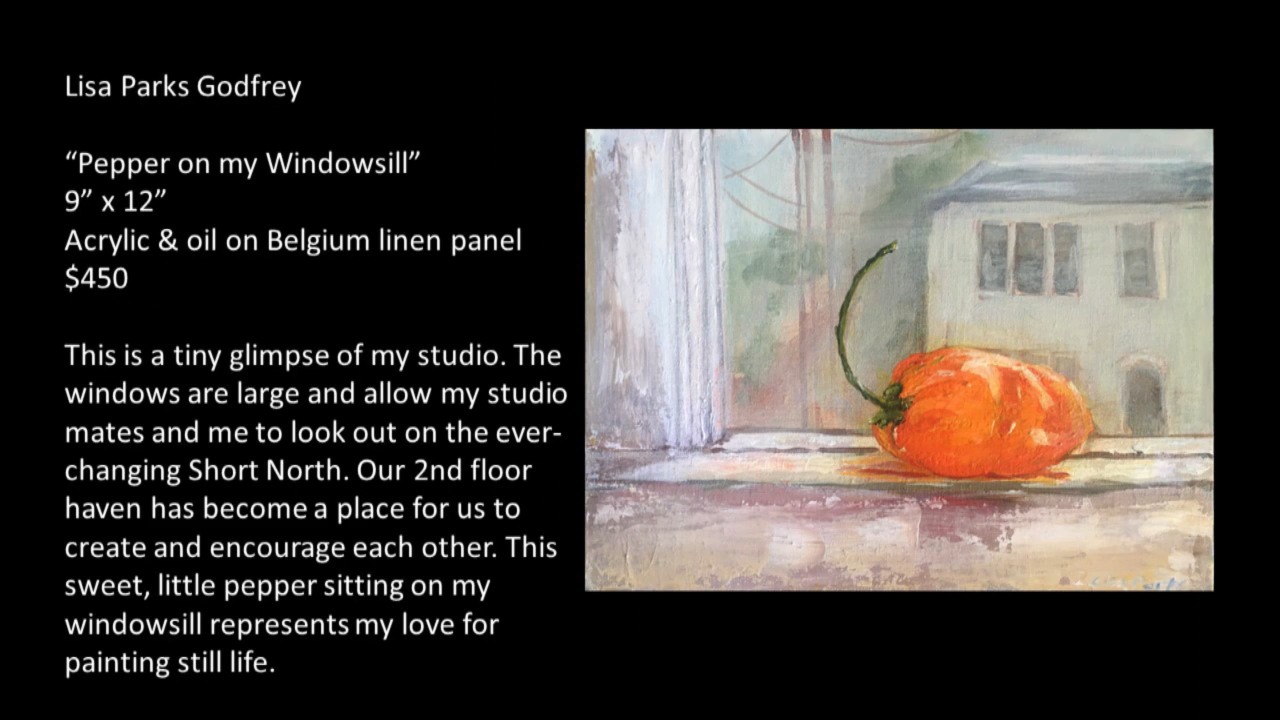 Lisa Parks Godfrey
“Pepper on my Windowsill”
9” x 12”
Acrylic & oil on Belgium linen panel
$450
This is a tiny glimpse of my studio. The
windows are large and allow my studio
mates and me to look out on the ever-
changing Short North. Our 2nd floor
haven has become a place for us to
create and encourage each other. This
sweet, little pepper sitting on my
windowsill represents my love for
painting still life.